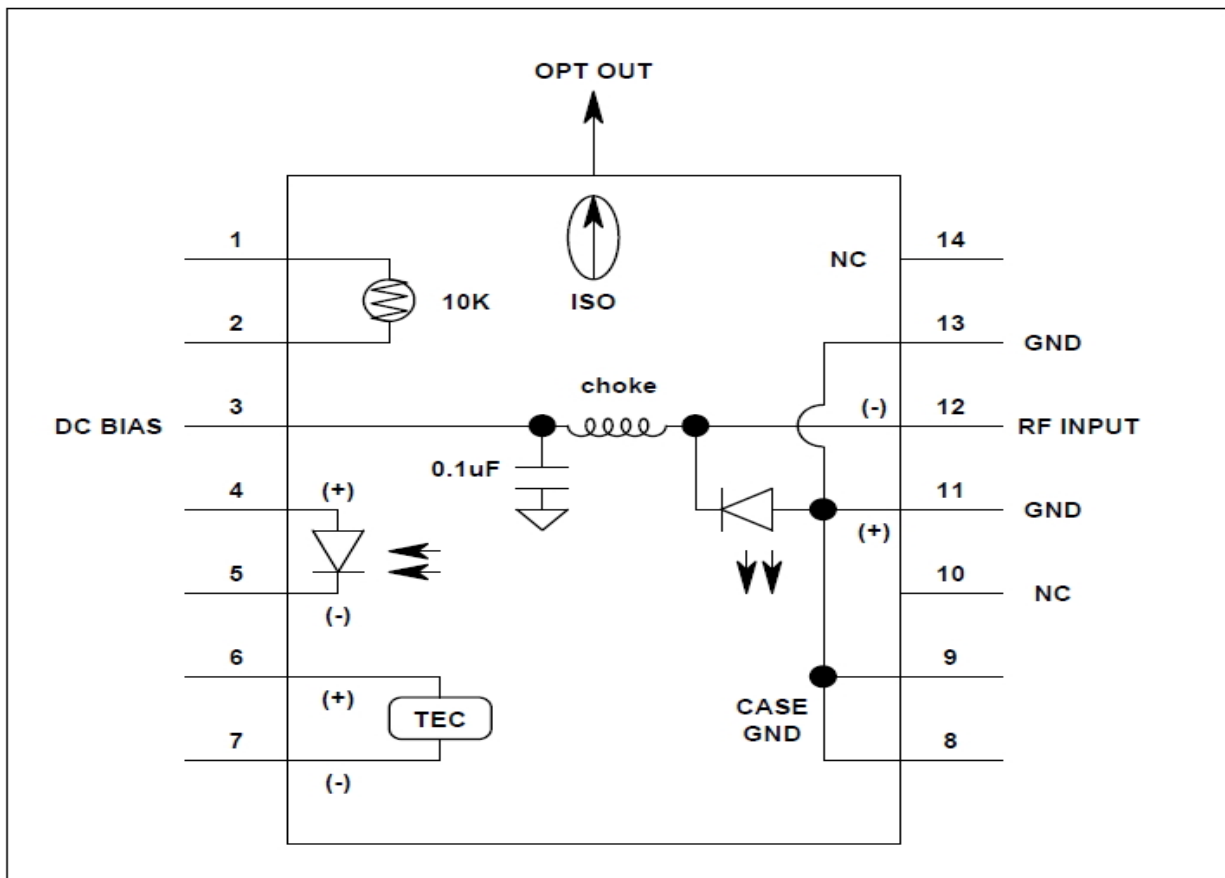 OPT OUT
1
14
NC
10K
ISO
2
13
GND
choke
3
(-)
12
DC BIAS
RF INPUT
0.1uF
4
(+)
11
GND
(+)
5
10
NC
(-)
6
9
(+)
TEC
CASE
GND
7
8
(-)